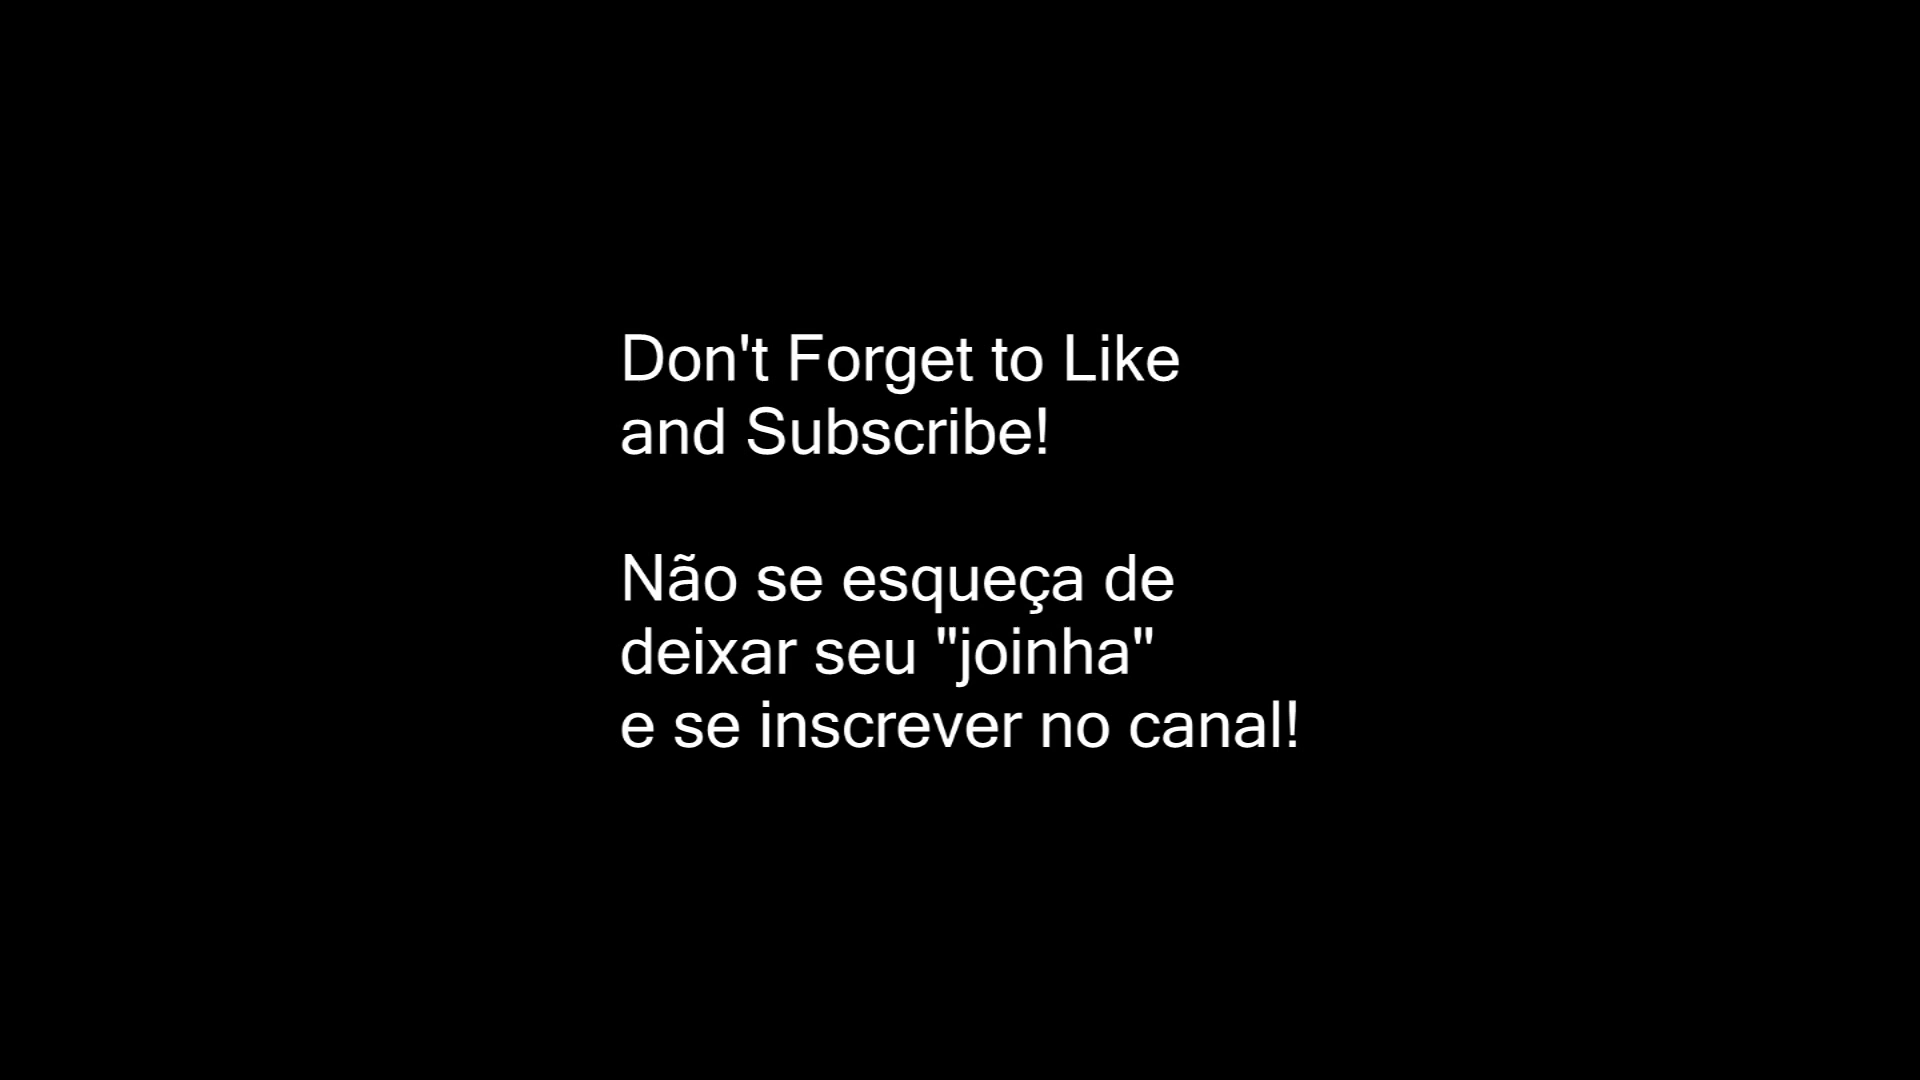 Don't Forget to Like
and Subscribe!
Não se esqueça de
deixar seu "joinha"
e se inscrever no canal!